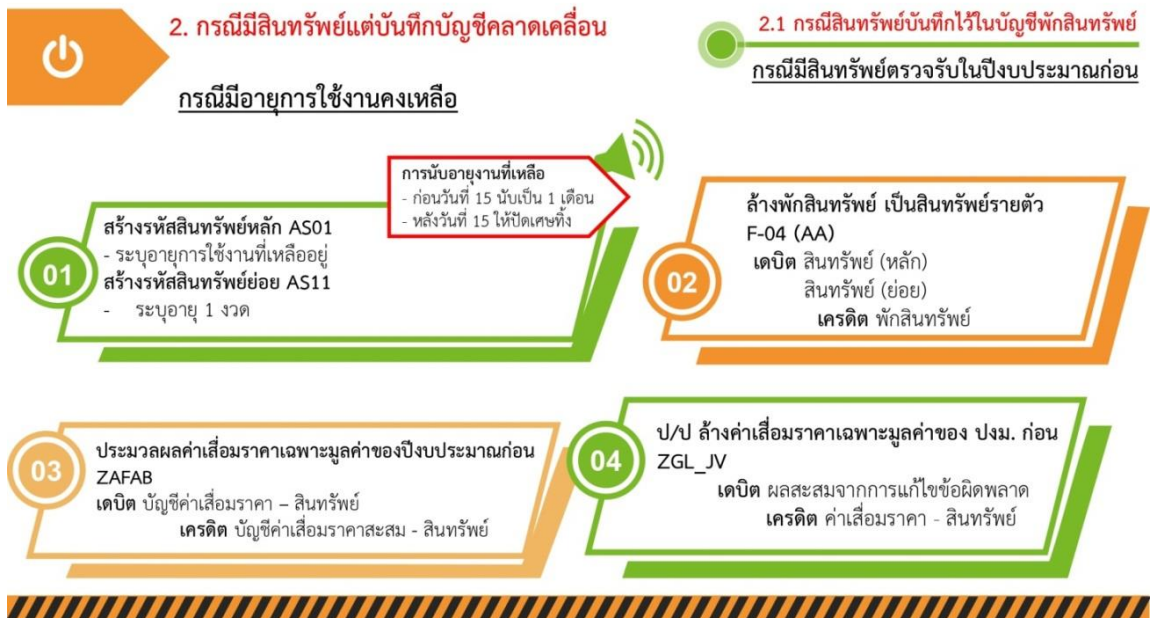 2. กรณีมีสินทรัพย์แต่บันทึกบัญชีคลาดเคลื่อน
2.1 กรณีสินทรัพย์บันทึกไว้ในบัญชีพักสินทรัพย์
กรณีมีสินทรัพย์ตรวจรับในปีงบประมาณก่อน
กรณีมีอายุการใช้งานคงเหลือ
การนับอายุงานที่เหลือ
- ก่อนวันที่ 15 นับเป็น 1 เดือน
- หลังวันที่ 15 ให้ปัดเศษทิ้ง
01
สร้างรหัสสินทรัพย์หลัก AS01
- ระบุอายุการใช้งานที่เหลืออยู่
สร้างรหัสสินทรัพย์ย่อย AS11
- ระบุอายุ 1 งวด
02
ล้างพักสินทรัพย์ เป็นสินทรัพย์รายตัว
F-04 (AA)
เดบิต สินทรัพย์ (หลัก)
สินทรัพย์ (ย่อย)
เครดิต พักสินทรัพย์
03
ประมวลผลค่าเสื่อมราคาเฉพาะมูลค่าของปีงบประมาณก่อน
ZAFAB
เดบิต บัญชีค่าเสื่อมราคา – สินทรัพย์
เครดิต บัญชีค่าเสื่อมราคาสะสม - สินทรัพย์
04
ป/ป ล้างค่าเสื่อมราคาเฉพาะมูลค่าของ ปงม. ก่อน
ZGL_JV
เดบิต ผลสะสมจากการแก้ไขข้อผิดพลาด
เครดิต ค่าเสื่อมราคา - สินทรัพย์